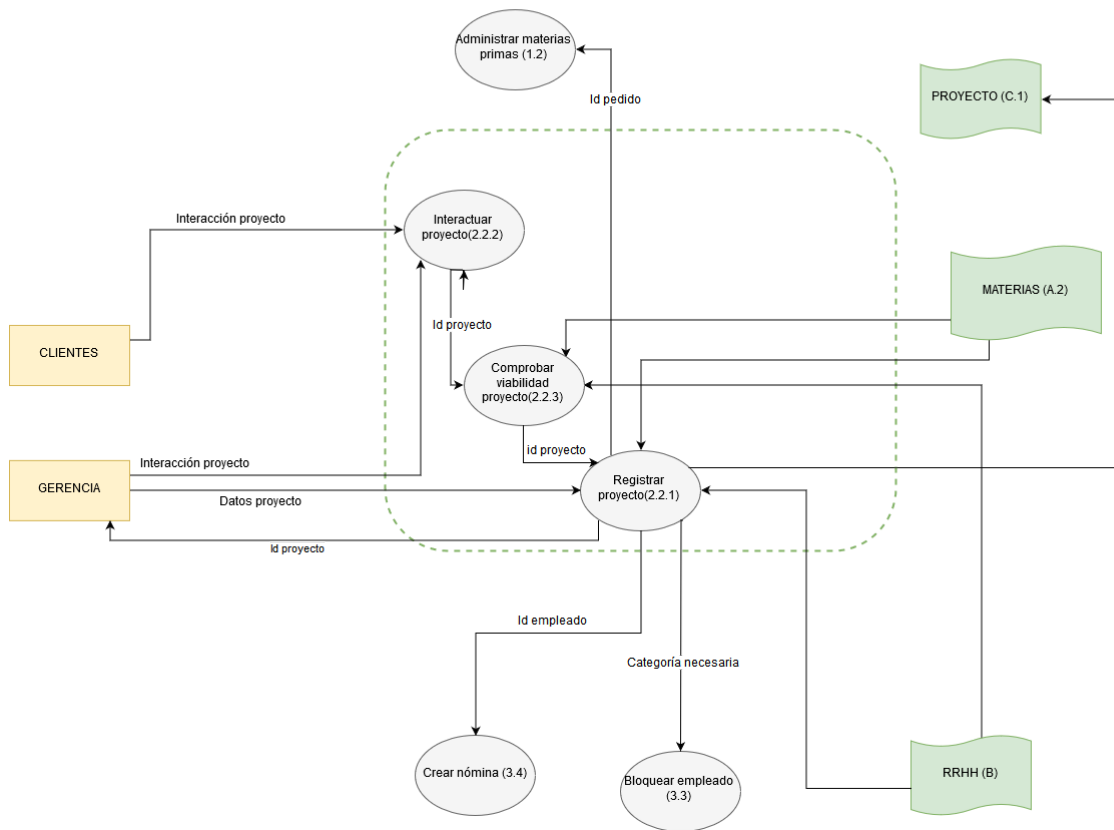 Administrar materias
primas (1.2)
Id pedido
PROYECTO (C.1)
Interactuar
proyecto(2.2.2)
Interacción proyecto
MATERIAS (A.2)
Id proyecto
CLIENTES
Comprobar
viabilidad
proyecto(2.2.3)
id proyecto
Interacción proyecto
GERENCIA
Datos proyecto
Registrar
proyecto(2.2.1)
Id proyecto
Id empleado
Categoría necesaria
Crear nómina (3.4)
Bloquear empleado
(3.3)
RRHH (B)